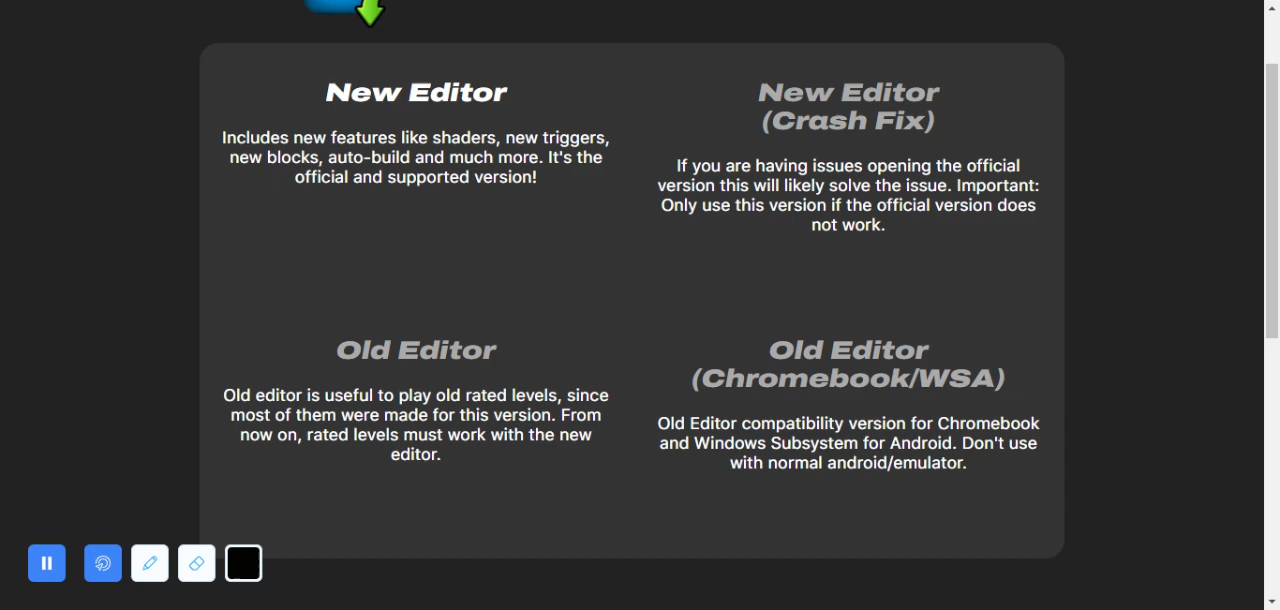 New Editor
Includes new features like shaders, new triggers,
new blocks, auto-build and much more. It's the
official and supported version!
New Editor
(Crash Fix)
If you are having issues opening the official
version this will likely solve the issue. Important:
Only use this version if the official version does
not work.
Old Editor
Old editor is useful to play old rated levels, since
most of them were made for this version. From
now on, rated levels must work with the new
editor.
Old Editor
(Chromebook/WSA)
Old Editor compatibility version for Chromebook
and Windows Subsystem for Android. Don't use
with normal android/emulator.